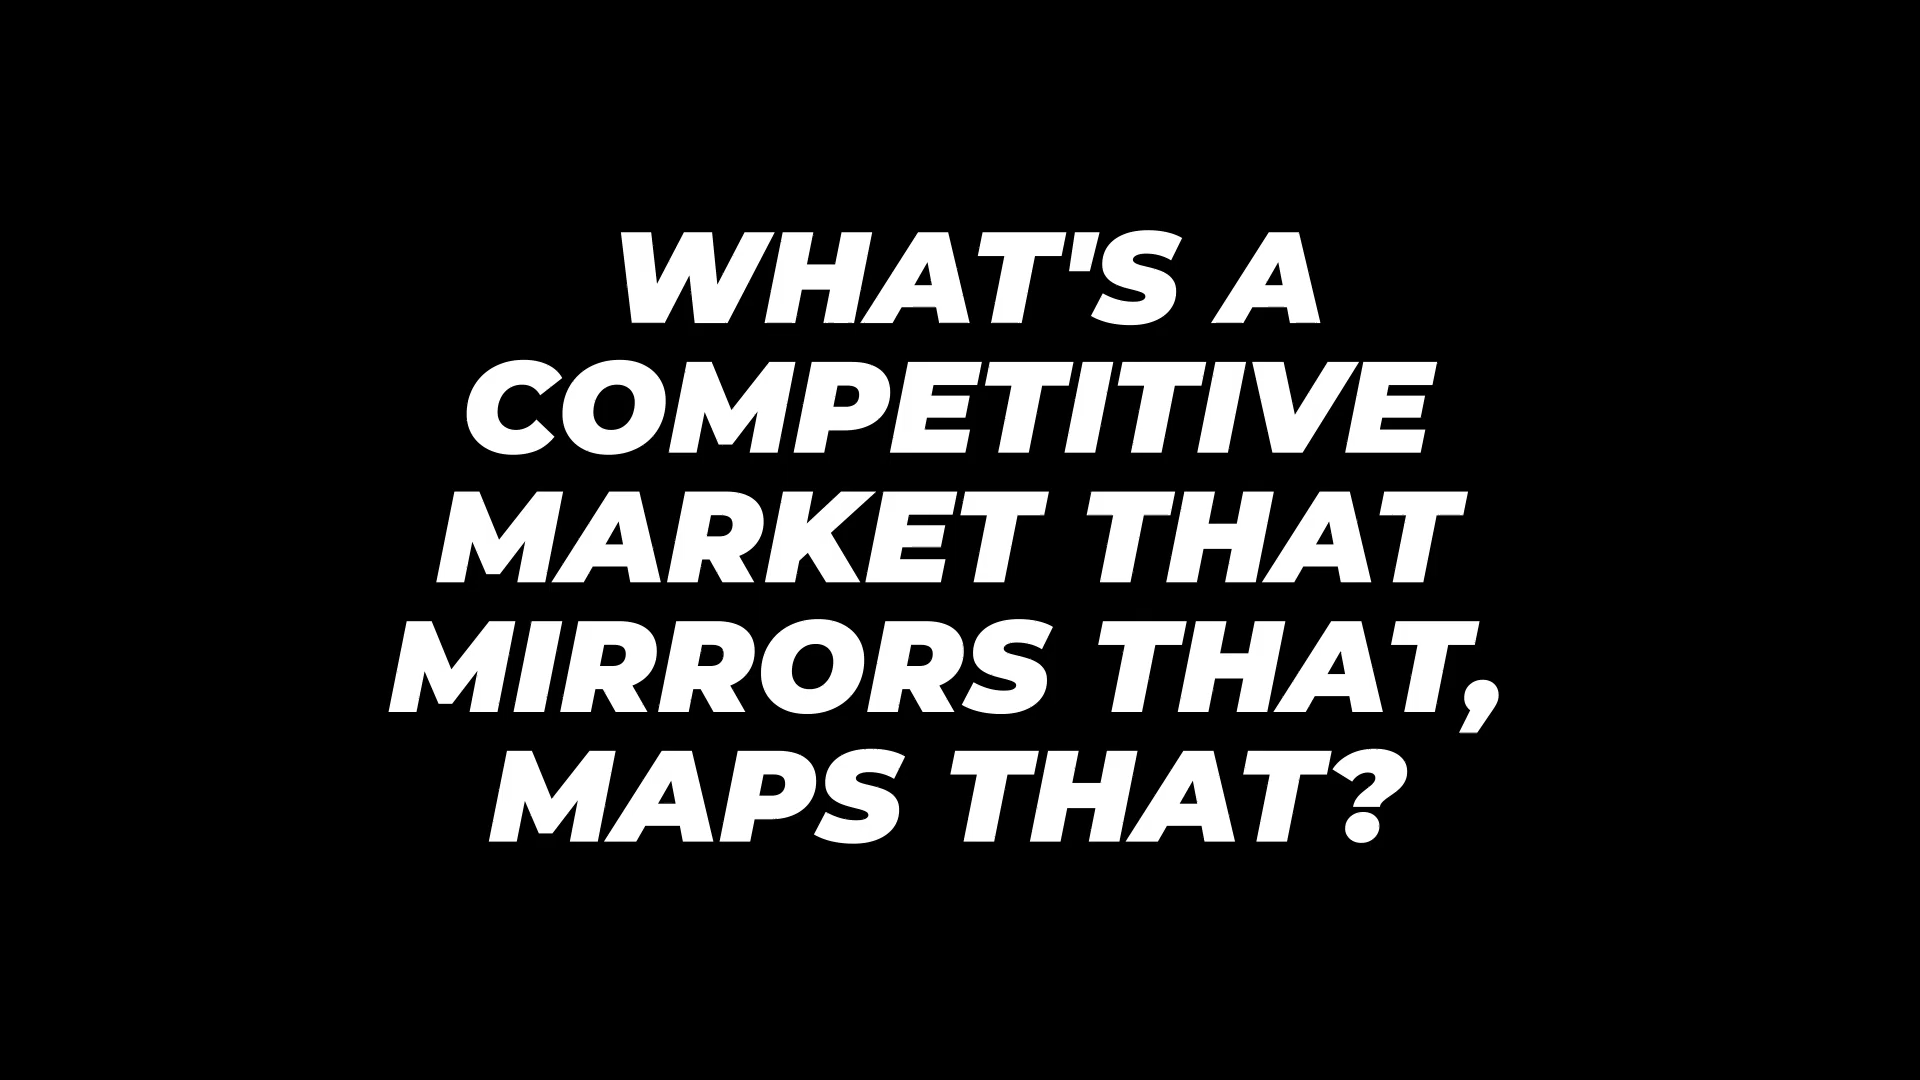 WHAT'S A
COMPETITIVE
MARKET THAT
MIRRORS THAT,
MAPS THAT?